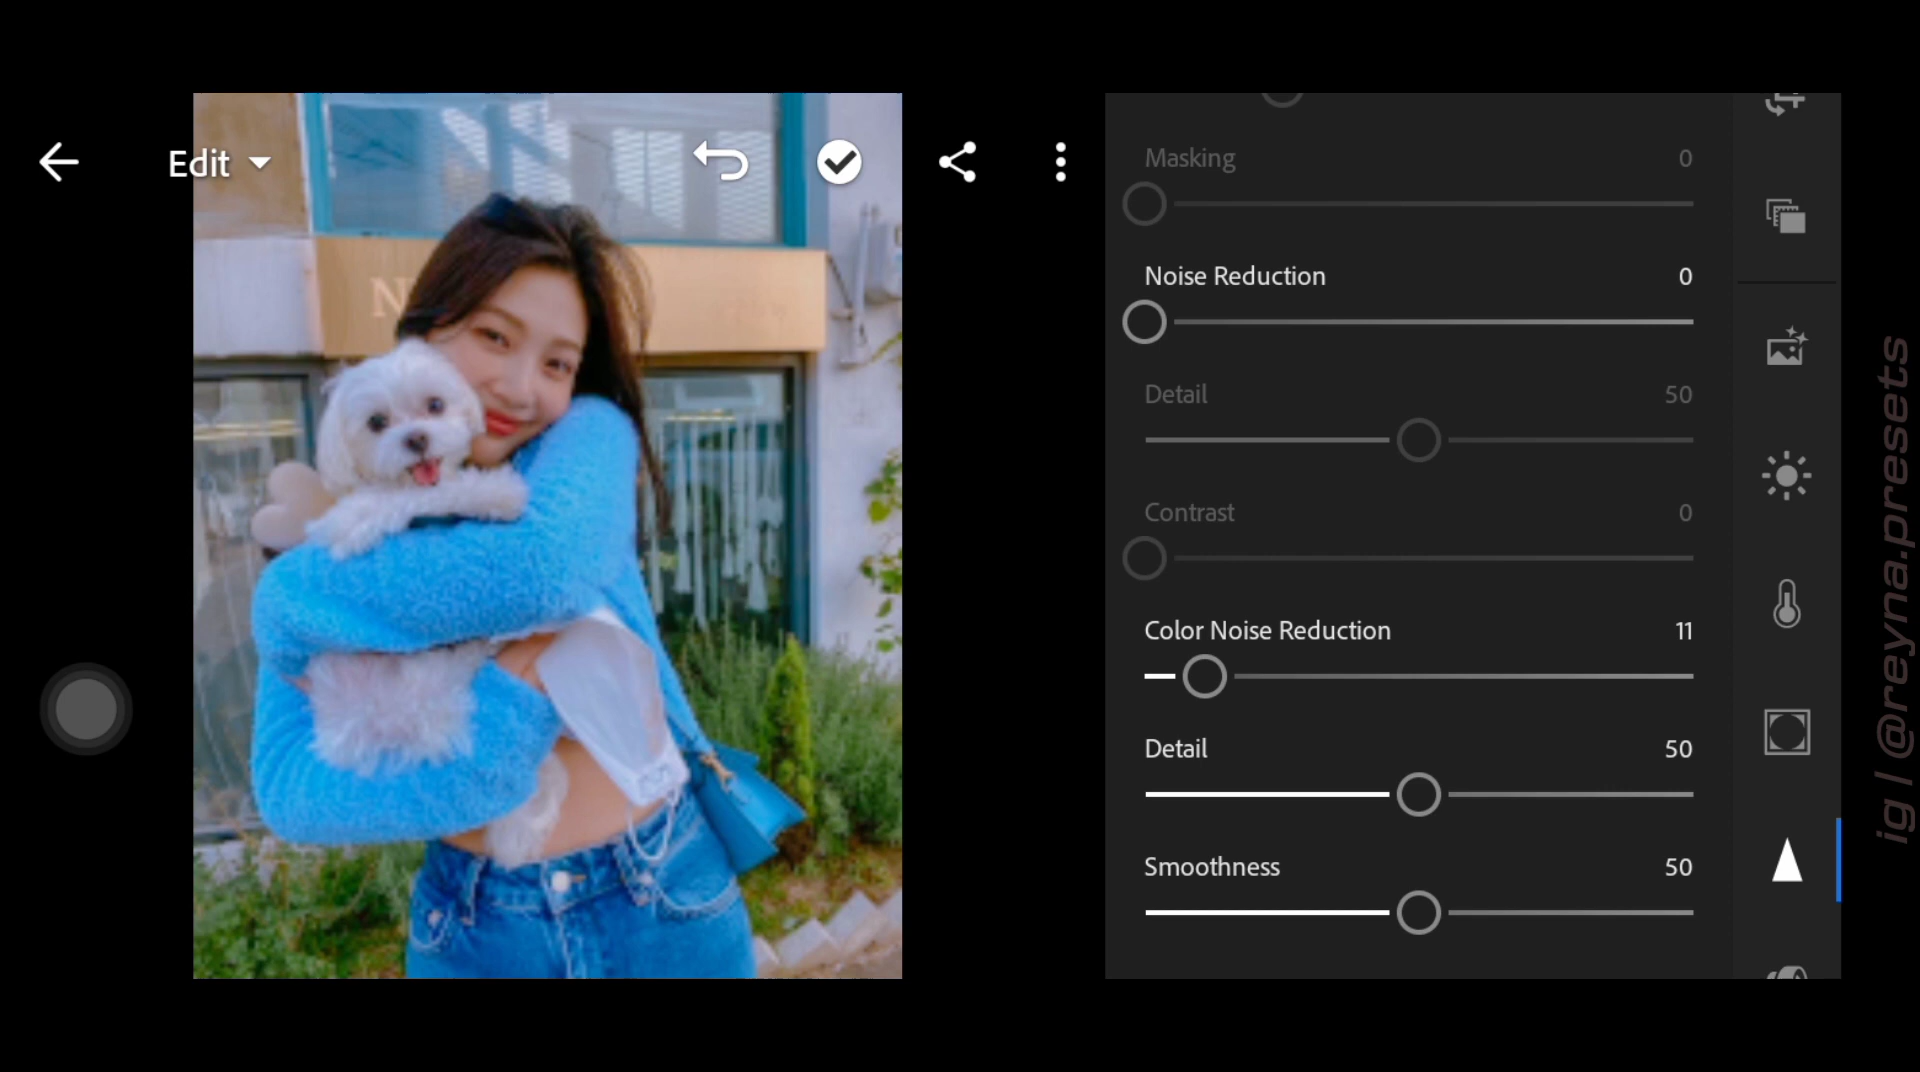 Edit
N
Masking 0
Noise Reduction 0
Detail 50
Contrast 0
Color Noise Reduction 11
Detail 50
Smoothness 50
ig | @reyna.presets